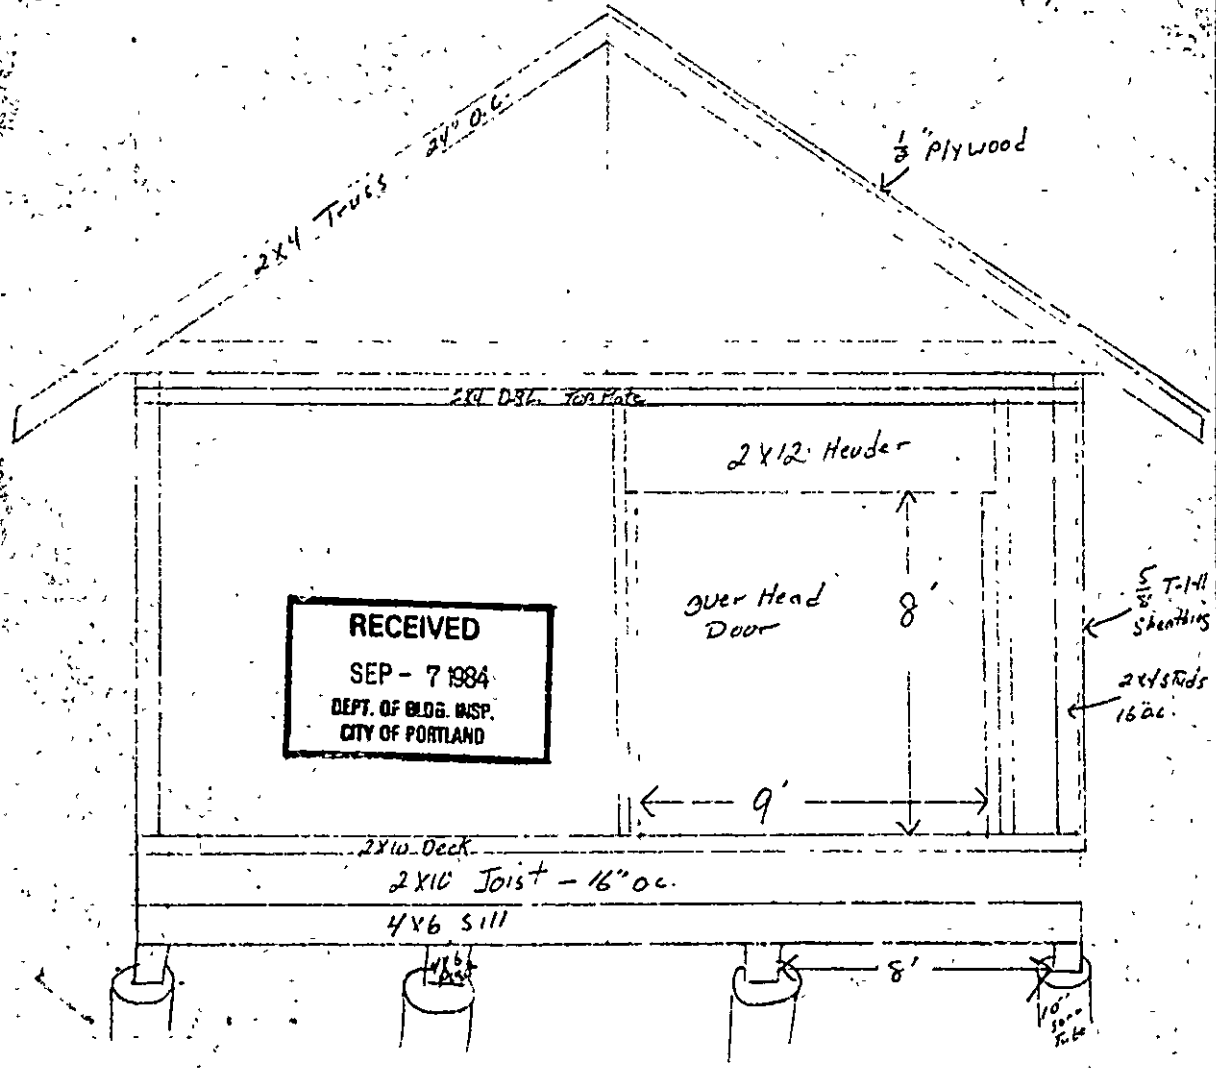 1/2" Plywood
2X4 Truss 24" O.C.
2X4 Dbl. Top Plate
2X12 Header
Over Head
Door
8'
5/8" T-1-11
Sheathing
2x4 studs
16" oc.
RECEIVED
SEP - 7 1984
DEPT. OF BLDG. INSP.
CITY OF PORTLAND
9'
2X10 Deck
2X10 Joist - 16" oc.
4X6 Sill
8'
10"
Sono
Tube